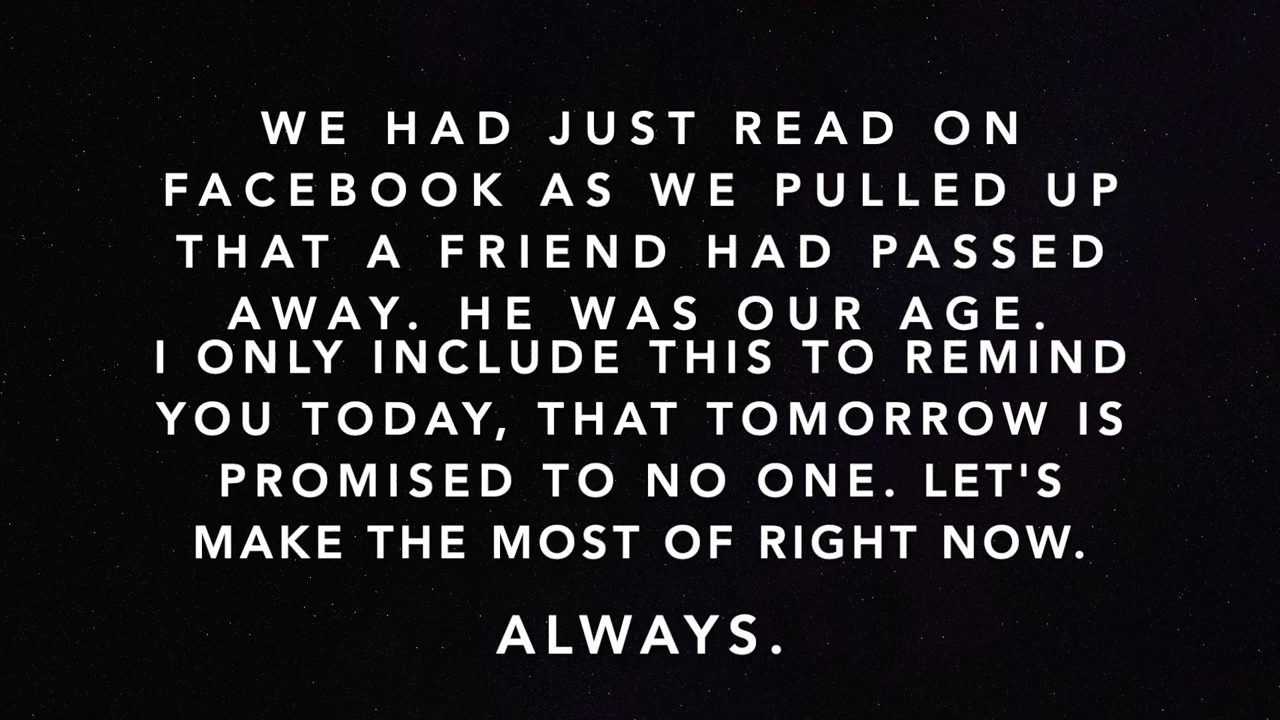 WE HAD JUST READ ON
FACEBOOK AS WE PULLED UP
THAT A FRIEND HAD PASSED
AWAY. HE WAS OUR AGE.
I ONLY INCLUDE THIS TO REMIND
YOU TODAY, THAT TOMORROW IS
PROMISED TO NO ONE. LET'S
MAKE THE MOST OF RIGHT NOW.
ALWAYS.